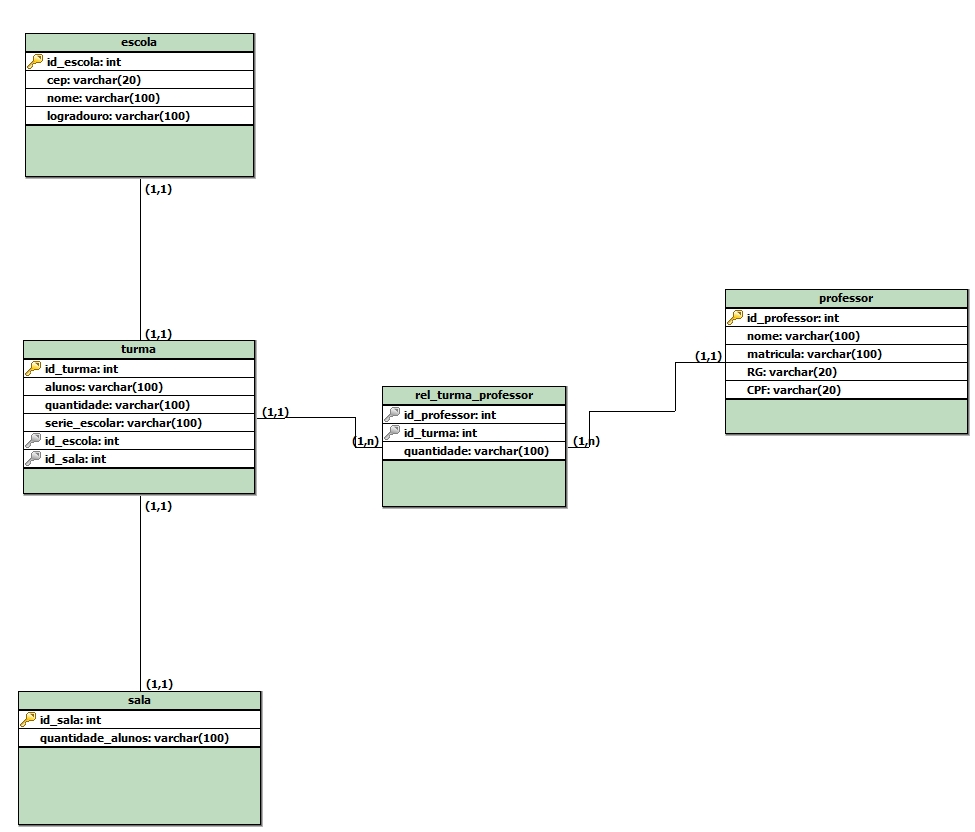 escola
id_escola: int
cep: varchar(20)
nome: varchar(100)
logradouro: varchar(100)
(1,1)
(1,1)
turma
id_turma: int
alunos: varchar(100)
quantidade: varchar(100)
serie_escolar: varchar(100)
id_escola: int
id_sala: int
(1,1)
(1,n)
rel_turma_professor
id_professor: int
id_turma: int
quantidade: varchar(100)
(1,n)
(1,1)
professor
id_professor: int
nome: varchar(100)
matricula: varchar(100)
RG: varchar(20)
CPF: varchar(20)
(1,1)
(1,1)
sala
id_sala: int
quantidade_alunos: varchar(100)